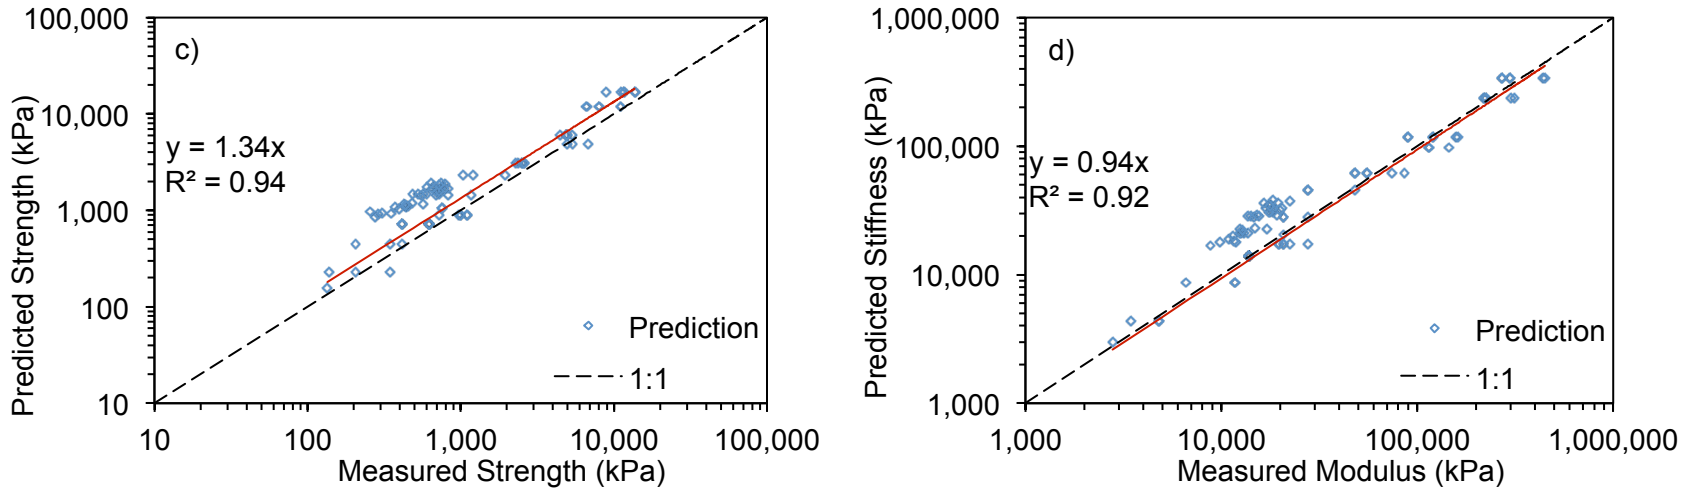 c)
Predicted Strength (kPa)
100,000
10,000
1,000
100
10
y = 1.34x
R² = 0.94
Prediction
1:1
10
100
1,000
10,000
100,000
Measured Strength (kPa)
d)
Predicted Stiffness (kPa)
1,000,000
100,000
10,000
1,000
y = 0.94x
R² = 0.92
Prediction
1:1
1,000
10,000
100,000
1,000,000
Measured Modulus (kPa)